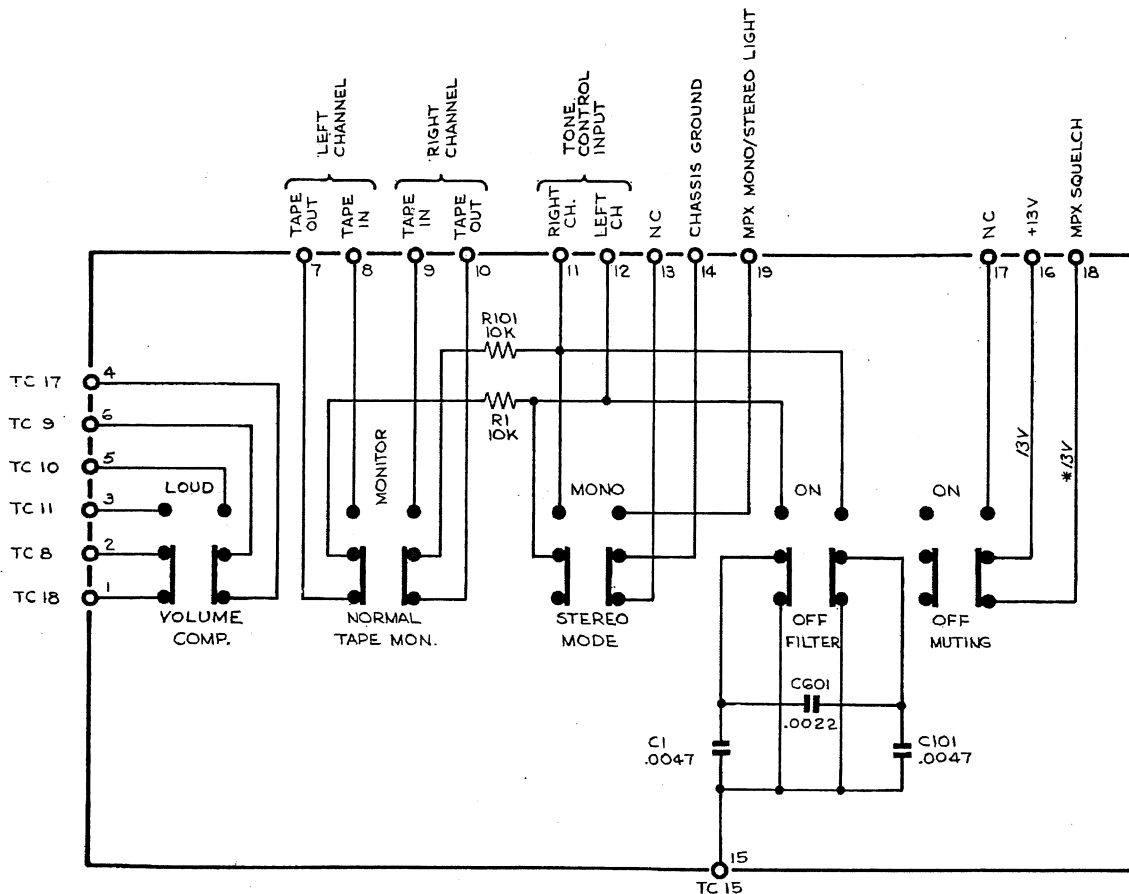 LEFT CHANNEL
RIGHT CHANNEL
TONE CONTROL INPUT
TAPE OUT
TAPE IN
TAPE IN
TAPE OUT
RIGHT CH.
LEFT CH
NC
CHASSIS GROUND
MPX MONO/STEREO LIGHT
NC
+13V
MPX SQUELCH
7
8
9
10
11
12
13
14
19
17
16
18
R101
10K
R1
10K
TC 17
4
TC 9
6
TC 10
5
TC 11
3
TC 8
2
TC 18
1
LOUD
MONITOR
MONO
ON
ON
13V
*13V
VOLUME
COMP.
NORMAL
TAPE MON.
STEREO
MODE
OFF
FILTER
OFF
MUTING
C601
.0022
C1
.0047
C101
.0047
15
TC 15